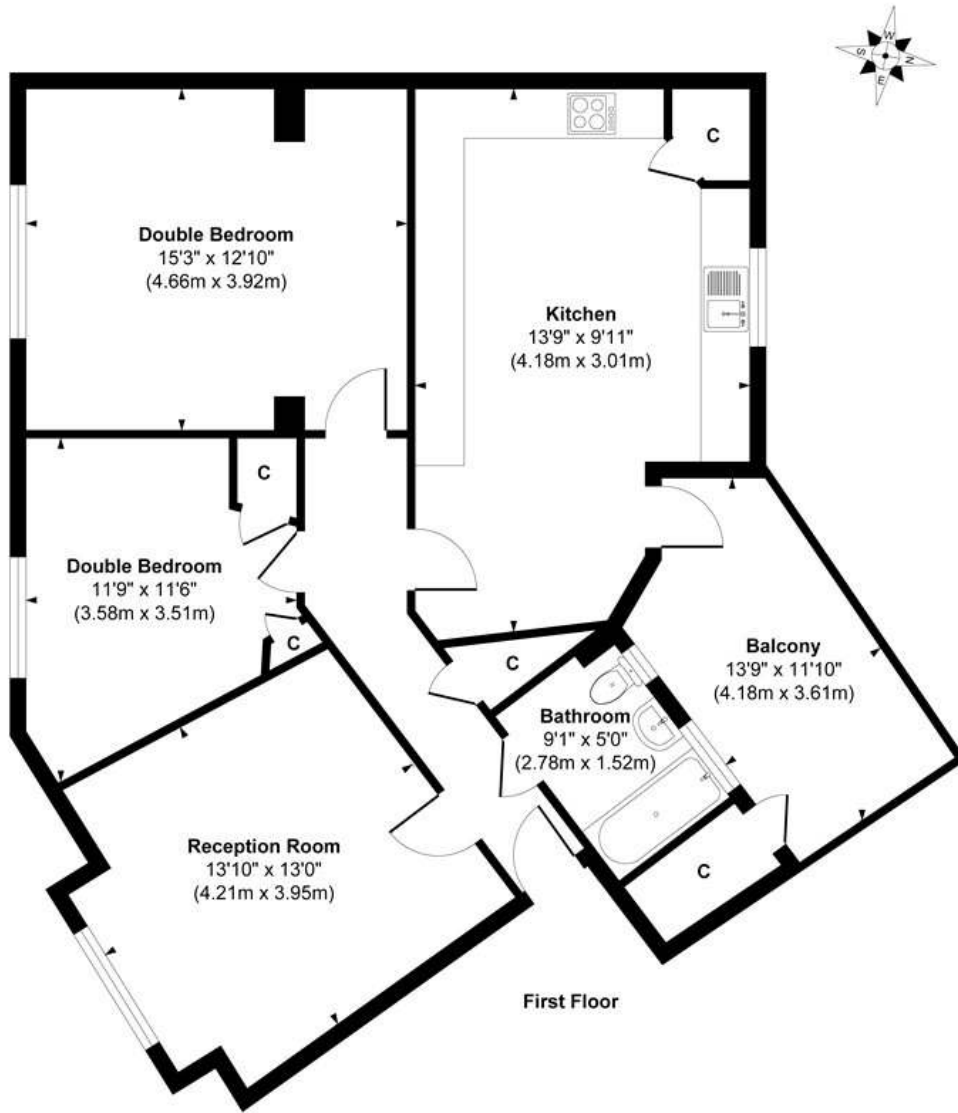 W
S
N
E
C
Double Bedroom
15'3" x 12'10"
(4.66m x 3.92m)
Kitchen
13'9" x 9'11"
(4.18m x 3.01m)
C
Double Bedroom
11'9" x 11'6"
(3.58m x 3.51m)
C
C
Balcony
13'9" x 11'10"
(4.18m x 3.61m)
Bathroom
9'1" x 5'0"
(2.78m x 1.52m)
Reception Room
13'10" x 13'0"
(4.21m x 3.95m)
C
First Floor